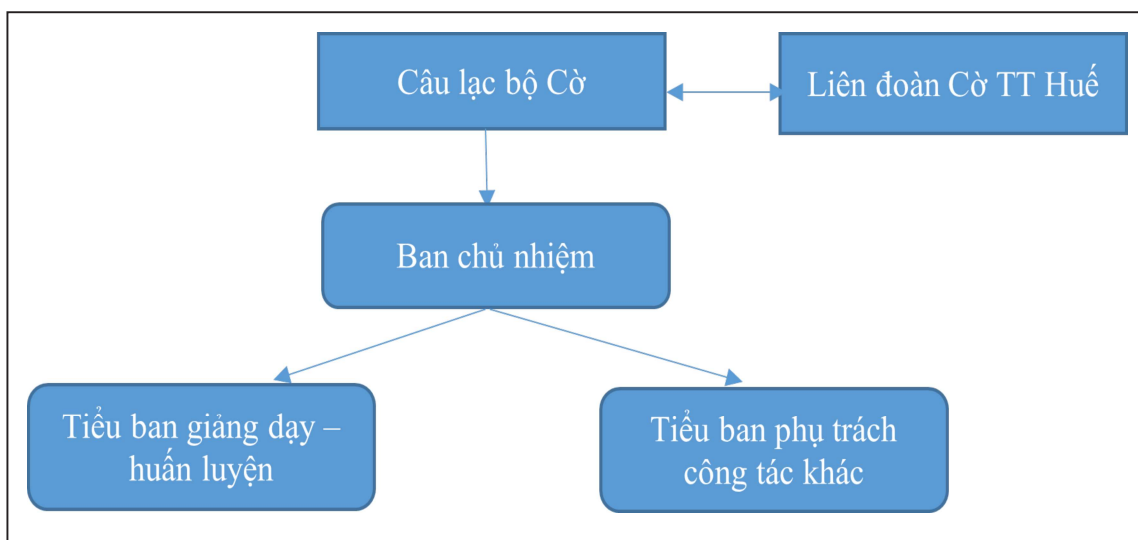 Câu lạc bộ Cờ
Liên đoàn Cờ TT Huế
Ban chủ nhiệm
Tiểu ban giảng dạy –
huấn luyện
Tiểu ban phụ trách
công tác khác